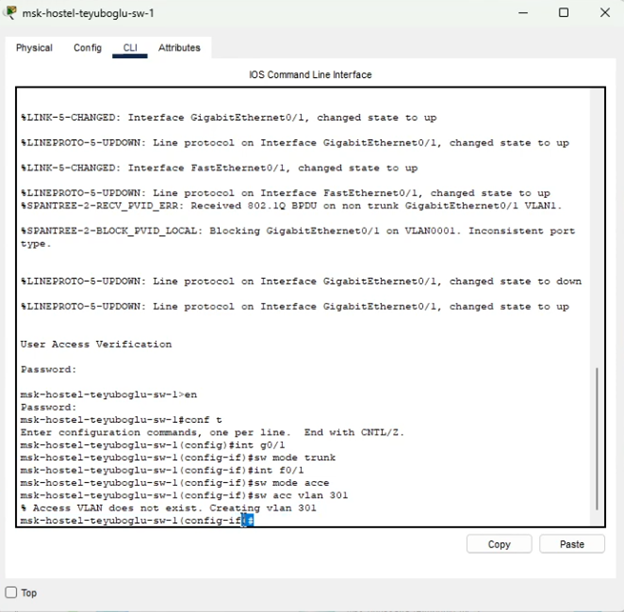 msk-hostel-teyuboglu-sw-1
Physical Config CLI Attributes
IOS Command Line Interface
%LINK-5-CHANGED: Interface GigabitEthernet0/1, changed state to up
%LINEPROTO-5-UPDOWN: Line protocol on Interface GigabitEthernet0/1, changed state to up
%LINK-5-CHANGED: Interface FastEthernet0/1, changed state to up
%LINEPROTO-5-UPDOWN: Line protocol on Interface FastEthernet0/1, changed state to up
%SPANTREE-2-RECV_PVID_ERR: Received 802.1Q BPDU on non trunk GigabitEthernet0/1 VLAN1.
%SPANTREE-2-BLOCK_PVID_LOCAL: Blocking GigabitEthernet0/1 on VLAN0001. Inconsistent port
type.
%LINEPROTO-5-UPDOWN: Line protocol on Interface GigabitEthernet0/1, changed state to down
%LINEPROTO-5-UPDOWN: Line protocol on Interface GigabitEthernet0/1, changed state to up
User Access Verification
Password:
msk-hostel-teyuboglu-sw-1>en
Password:
msk-hostel-teyuboglu-sw-1#conf t
Enter configuration commands, one per line.  End with CNTL/Z.
msk-hostel-teyuboglu-sw-1(config)#int g0/1
msk-hostel-teyuboglu-sw-1(config-if)#sw mode trunk
msk-hostel-teyuboglu-sw-1(config-if)#int f0/1
msk-hostel-teyuboglu-sw-1(config-if)#sw mode acce
msk-hostel-teyuboglu-sw-1(config-if)#sw acc vlan 301
% Access VLAN does not exist. Creating vlan 301
msk-hostel-teyuboglu-sw-1(config-if)#
Copy Paste
Top